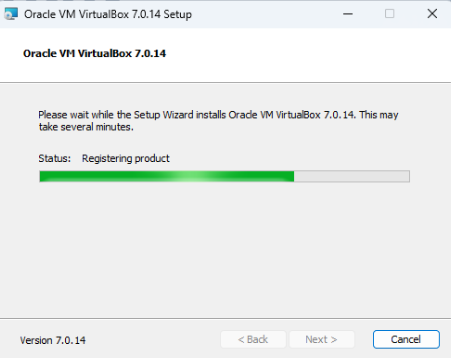 Oracle VM VirtualBox 7.0.14 Setup
Oracle VM VirtualBox 7.0.14
Please wait while the Setup Wizard installs Oracle VM VirtualBox 7.0.14. This may
take several minutes.
Status: Registering product
Version 7.0.14 < Back Next > Cancel